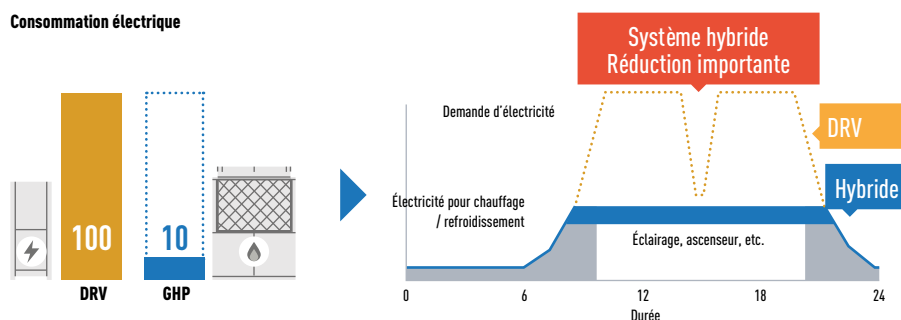 Consommation électrique
100
10
DRV
GHP
Système hybride
Réduction importante
Demande d'électricité
DRV
Hybride
Électricité pour chauffage
/ refroidissement
Éclairage, ascenseur, etc.
0
6
12
18
24
Durée